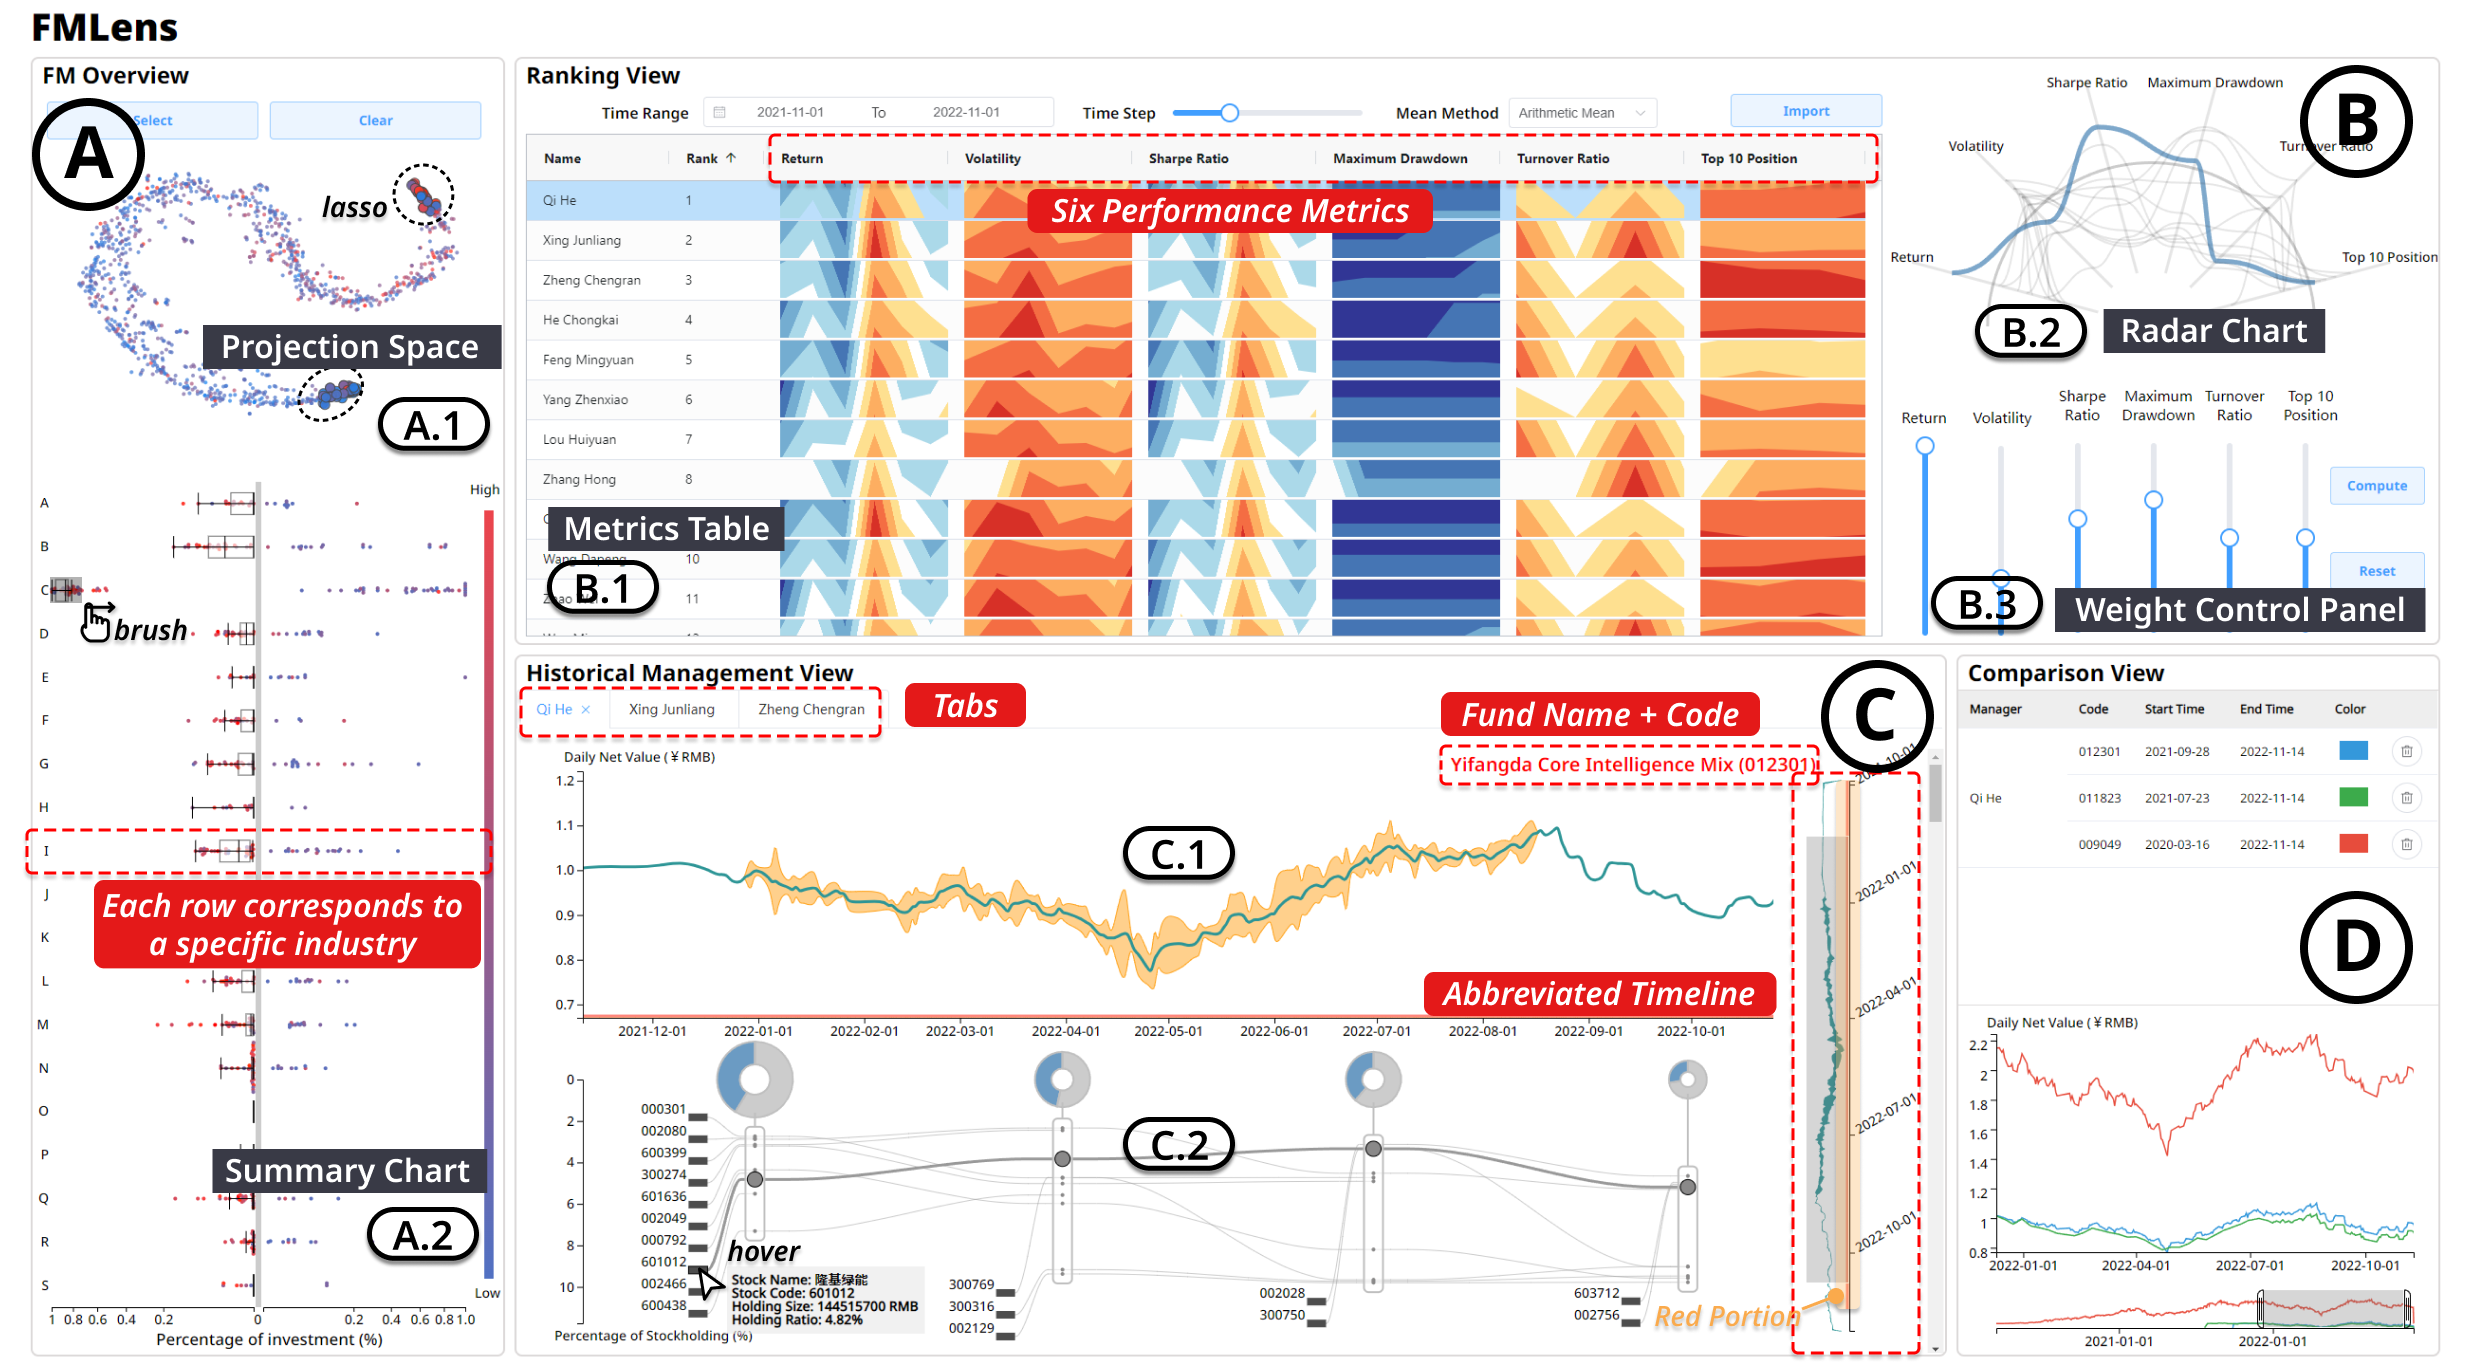 FMLens
FM Overview
Select
Clear
A
lasso
Projection Space
A.1
High
A
B
C
brush
D
E
F
G
H
I
Each row corresponds to
a specific industry
J
K
L
M
N
O
P
Summary Chart
Q
A.2
R
S
Low
1 0.8 0.6 0.4 0.2 0 0.2 0.4 0.6 0.8 1.0
Percentage of investment (%)
Ranking View
Time Range 2021-11-01 To 2022-11-01
Time Step
Mean Method Arithmetic Mean
Import
Name Rank Return Volatility Sharpe Ratio Maximum Drawdown Turnover Ratio Top 10 Position
Six Performance Metrics
Qi He 1
Xing Junliang 2
Zheng Chengran 3
He Chongkai 4
Feng Mingyuan 5
Yang Zhenxiao 6
Lou Huiyuan 7
Zhang Hong 8
Metrics Table
Wang Dapeng 10
B.1
11
B
Sharpe Ratio Maximum Drawdown
Volatility Turnover Ratio
Return Top 10 Position
B.2
Radar Chart
Return
Volatility
Sharpe
Ratio
Maximum
Drawdown
Turnover
Ratio
Top 10
Position
Compute
Reset
B.3
Weight Control Panel
Historical Management View
Qi He × Xing Junliang Zheng Chengran
Tabs
C
Fund Name + Code
Yifangda Core Intelligence Mix (012301)
Daily Net Value (￥RMB)
1.2
1.1
1.0
0.9
0.8
0.7
C.1
Abbreviated Timeline
2021-12-01 2022-01-01 2022-02-01 2022-03-01 2022-04-01 2022-05-01 2022-06-01 2022-07-01 2022-08-01 2022-09-01 2022-10-01
2021-10-01
2022-01-01
2022-04-01
2022-07-01
2022-10-01
0
2
4
6
8
10
C.2
000301
002080
600399
300274
601636
002049
000792
601012
002466
600438
hover
Stock Name: 隆基绿能
Stock Code: 601012
Holding Size: 144515700 RMB
Holding Ratio: 4.82%
300769
300316
002129
002028
300750
603712
002756
Red Portion
Percentage of Stockholding (%)
Comparison View
Manager Code Start Time End Time Color
012301 2021-09-28 2022-11-14
Qi He 011823 2021-07-23 2022-11-14
009049 2020-03-16 2022-11-14
D
Daily Net Value (￥RMB)
2.2
2
1.8
1.6
1.4
1.2
1
0.8
2022-01-01 2022-04-01 2022-07-01 2022-10-01
2021-01-01 2022-01-01